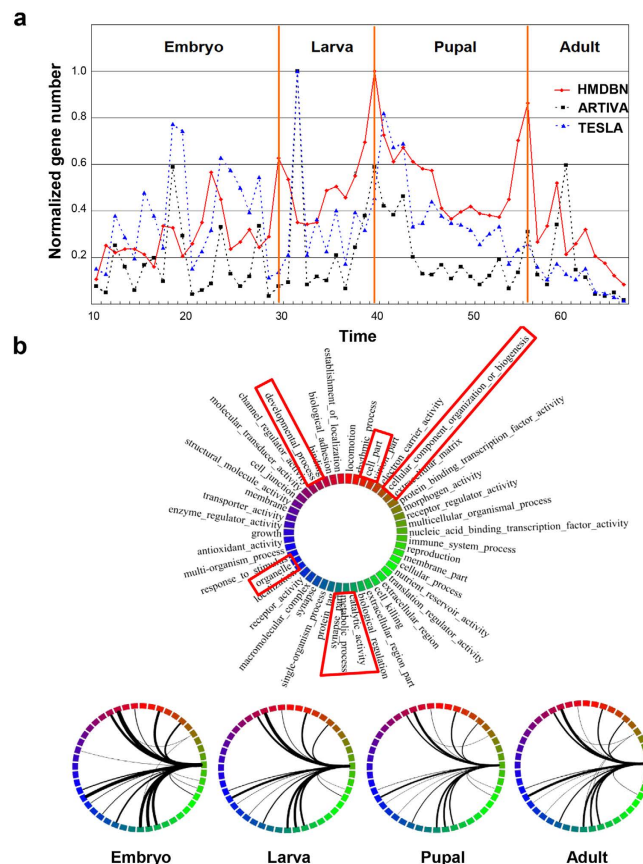 a
Embryo Larva Pupal Adult
Normalized gene number
1.0
0.8
0.6
0.4
0.2
HMDBN
ARTIVA
TESLA
10 20 30 40 50 60
Time
b
locomotion
rhythmic_process
cell_part
electron_carrier_activity
cellular_component_organization_or_biogenesis
extracellular_matrix
protein_binding_transcription_factor_activity
morphogen_activity
receptor_regulator_activity
multicellular_organismal_process
nucleic_acid_binding_transcription_factor_activity
immune_system_process
reproduction
membrane_part
cellular_process
nutrient_reservoir_activity
translation_regulator_activity
extracellular_region
cell_killing
extracellular_region_part
biological_regulation
catalytic_activity
metabolic_process
protein_tag
single-organism_process
synapse
macromolecular_complex
receptor_activity
organelle
response_to_stimulus
multi-organism_process
antioxidant_activity
growth
enzyme_regulator_activity
transporter_activity
membrane
structural_molecule_activity
cell_junction
molecular_transducer_activity
channel_regulator_activity
developmental_process
binding
biological_adhesion
establishment_of_localization
Embryo Larva Pupal Adult